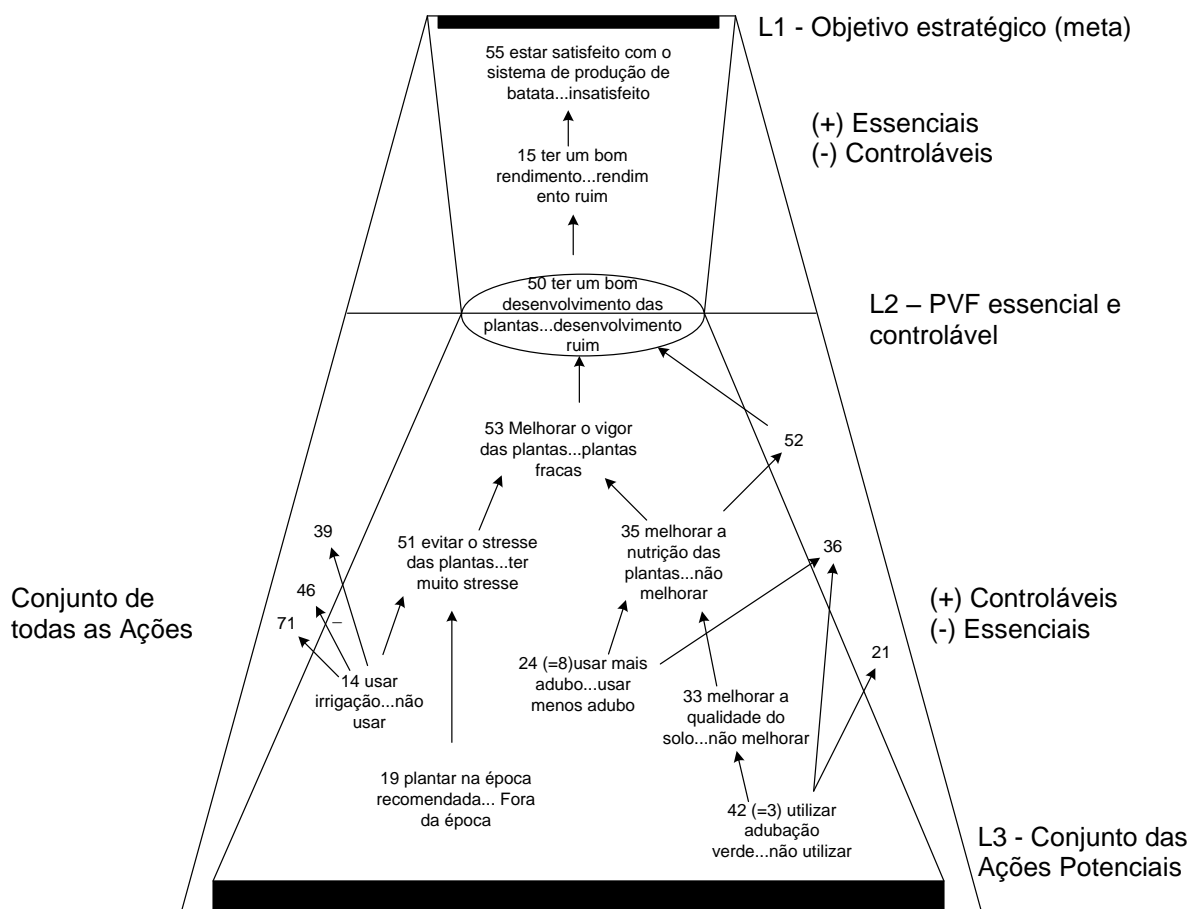 L1 - Objetivo estratégico (meta)
55 estar satisfeito com o
sistema de produção de
batata...insatisfeito
(+) Essenciais
(-) Controláveis
15 ter um bom
rendimento...rendim
ento ruim
50 ter um bom
desenvolvimento das
plantas...desenvolvimento
ruim
L2 – PVF essencial e
controlável
53 Melhorar o vigor
das plantas...plantas
fracas
52
39
51 evitar o stresse
das plantas...ter
muito stresse
35 melhorar a
nutrição das
plantas...não
melhorar
36
Conjunto de
todas as Ações
46
71
–
(+) Controláveis
(-) Essenciais
21
14 usar
irrigação...não
usar
24 (=8)usar mais
adubo...usar
menos adubo
33 melhorar a
qualidade do
solo...não melhorar
19 plantar na época
recomendada... Fora
da época
42 (=3) utilizar
adubação
verde...não utilizar
L3 - Conjunto das
Ações Potenciais